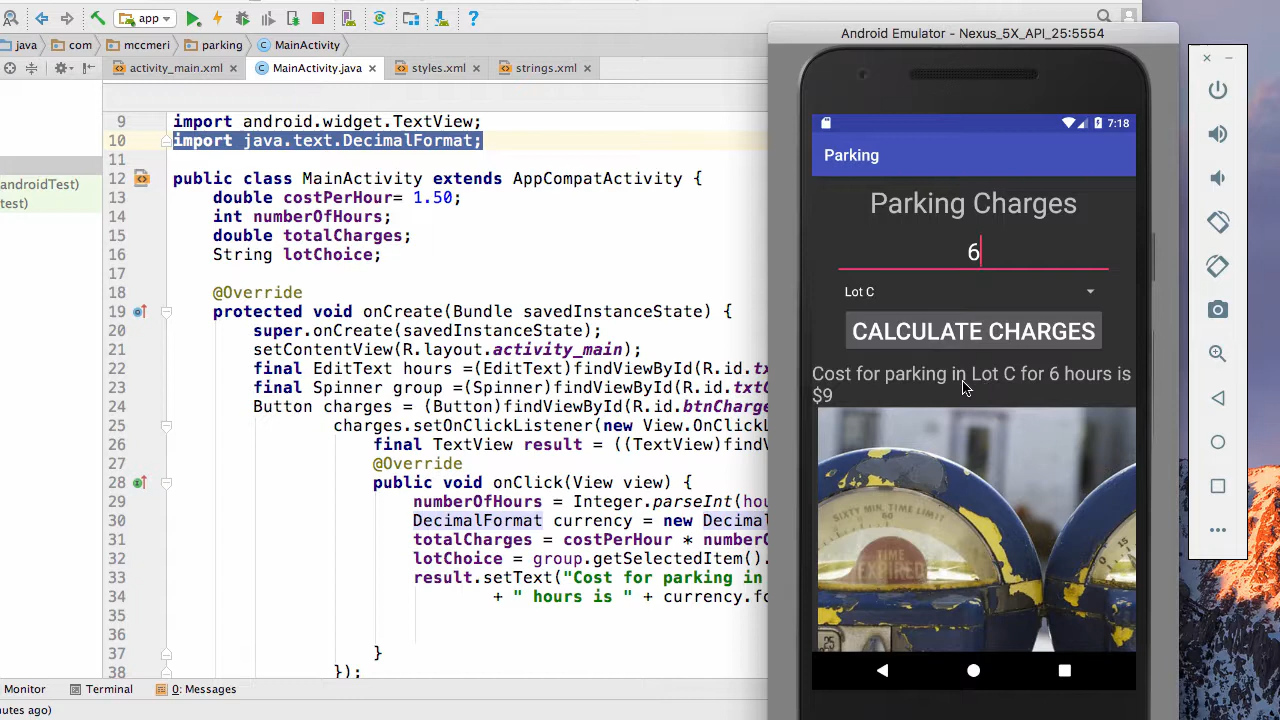 app
Android Emulator - Nexus_5X_API_25:5554
java com mccmeri parking MainActivity
activity_main.xml MainActivity.java styles.xml strings.xml
androidTest)
test)
9 import android.widget.TextView;
10 import java.text.DecimalFormat;
11
12 public class MainActivity extends AppCompatActivity {
13 double costPerHour= 1.50;
14 int numberOfHours;
15 double totalCharges;
16 String lotChoice;
17
18 @Override
19 protected void onCreate(Bundle savedInstanceState) {
20 super.onCreate(savedInstanceState);
21 setContentView(R.layout.activity_main);
22 final EditText hours =(EditText)findViewById(R.id.tx
23 final Spinner group =(Spinner)findViewById(R.id.txt
24 Button charges = (Button)findViewById(R.id.btnCharge
25 charges.setOnClickListener(new View.OnClickL
26 final TextView result = ((TextView)findV
27 @Override
28 public void onClick(View view) {
29 numberOfHours = Integer.parseInt(hou
30 DecimalFormat currency = new Decimal
31 totalCharges = costPerHour * number
32 lotChoice = group.getSelectedItem().
33 result.setText("Cost for parking in
34 + " hours is " + currency.fo
35
36
37 }
38 });
Monitor Terminal 0: Messages
utes ago)
7:18
Parking
Parking Charges
6
Lot C
CALCULATE CHARGES
Cost for parking in Lot C for 6 hours is
$9
SIXTY MIN. TIME LIMIT
60
TIME
EXPIRED
15